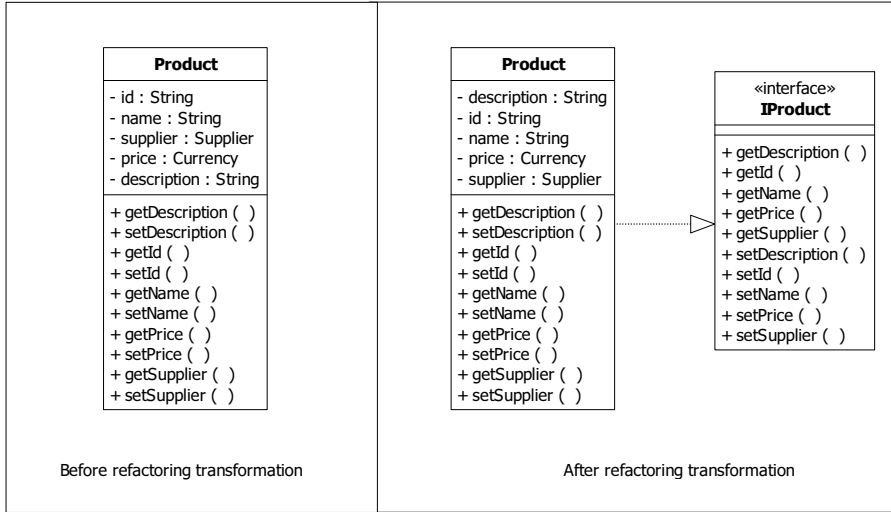 Product
- id : String
- name : String
- supplier : Supplier
- price : Currency
- description : String
+ getDescription ( )
+ setDescription ( )
+ getId ( )
+ setId ( )
+ getName ( )
+ setName ( )
+ getPrice ( )
+ setPrice ( )
+ getSupplier ( )
+ setSupplier ( )
Before refactoring transformation
Product
- description : String
- id : String
- name : String
- price : Currency
- supplier : Supplier
+ getDescription ( )
+ setDescription ( )
+ getId ( )
+ setId ( )
+ getName ( )
+ setName ( )
+ getPrice ( )
+ setPrice ( )
+ getSupplier ( )
+ setSupplier ( )
«interface»
IProduct
+ getDescription ( )
+ getId ( )
+ getName ( )
+ getPrice ( )
+ getSupplier ( )
+ setDescription ( )
+ setId ( )
+ setName ( )
+ setPrice ( )
+ setSupplier ( )
After refactoring transformation